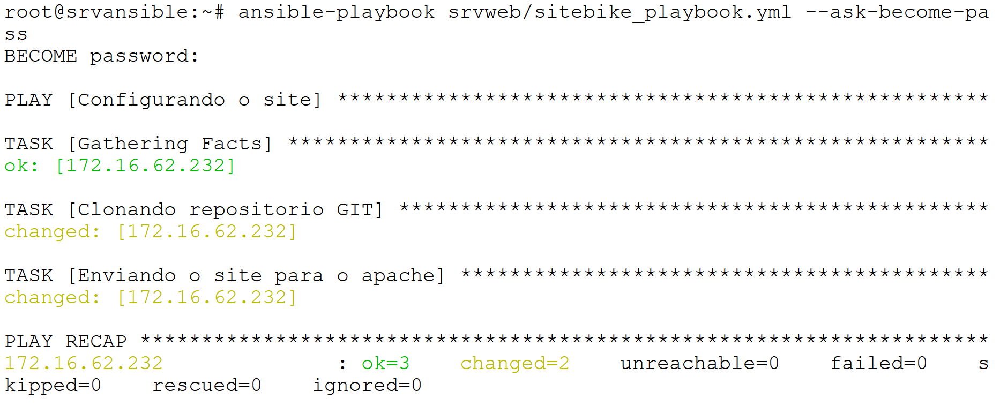 root@srvansible:~# ansible-playbook srvweb/sitebike_playbook.yml --ask-become-pa
ss
BECOME password:
PLAY [Configurando o site] *****************************************************
TASK [Gathering Facts] *********************************************************
ok: [172.16.62.232]
TASK [Clonando repositorio GIT] ************************************************
changed: [172.16.62.232]
TASK [Enviando o site para o apache] *******************************************
changed: [172.16.62.232]
PLAY RECAP *********************************************************************
172.16.62.232              : ok=3    changed=2    unreachable=0    failed=0    s
kipped=0    rescued=0    ignored=0